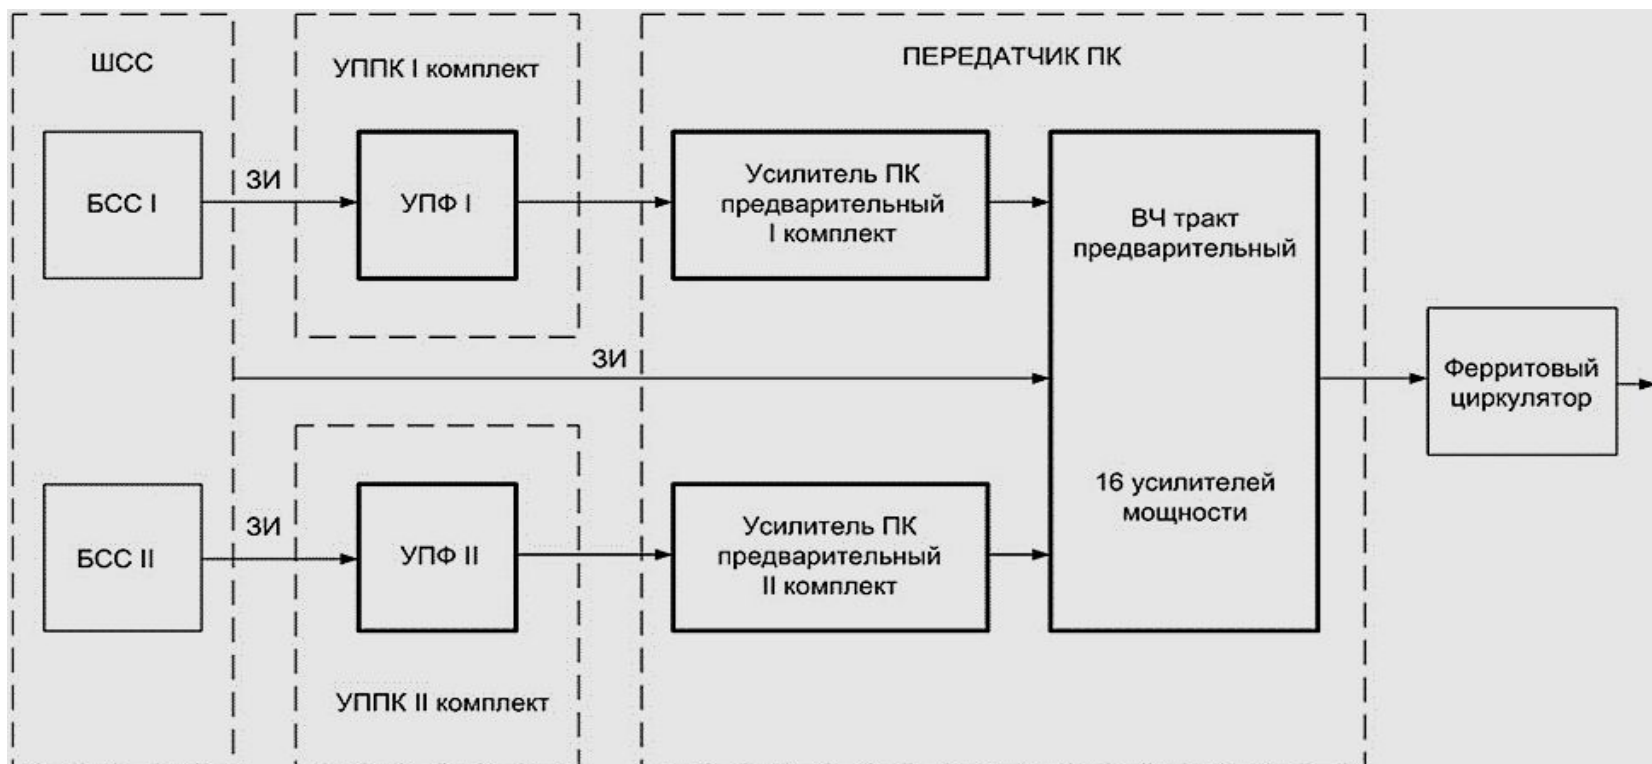 ШСС
УППК I комплект
ПЕРЕДАТЧИК ПК
БСС I
ЗИ
УПФ I
Усилитель ПК
предварительный
I комплект
ВЧ тракт
предварительный
ЗИ
Ферритовый
циркулятор
16 усилителей
мощности
БСС II
ЗИ
УПФ II
Усилитель ПК
предварительный
II комплект
УППК II комплект